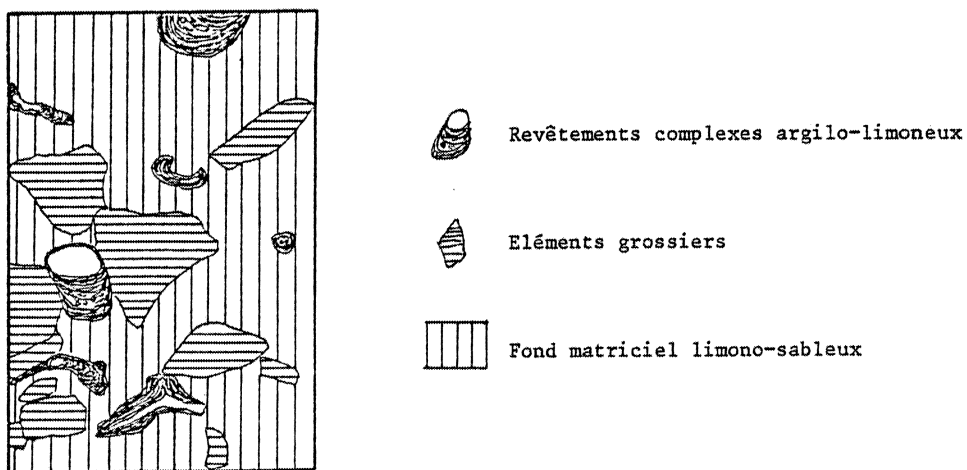 Revêtements complexes argilo-limoneux
Eléments grossiers
Fond matriciel limono-sableux